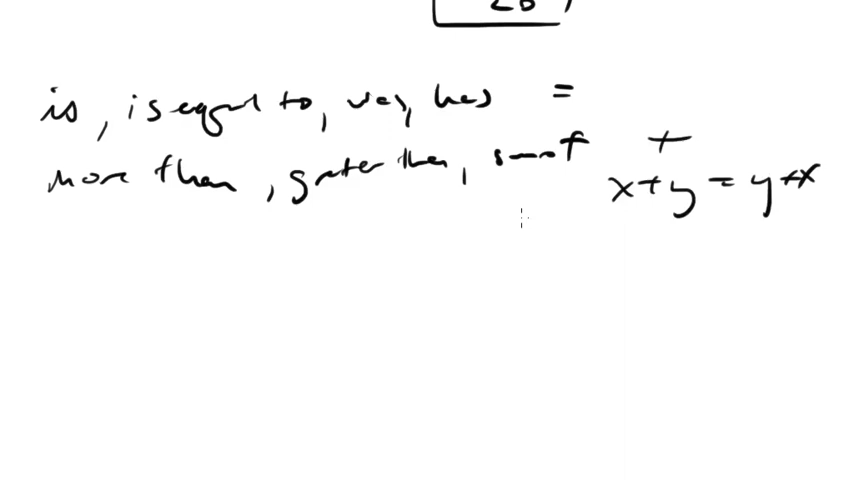 is, is equal to, was, has =
more than, greater than, sum of +
x+y = y+x